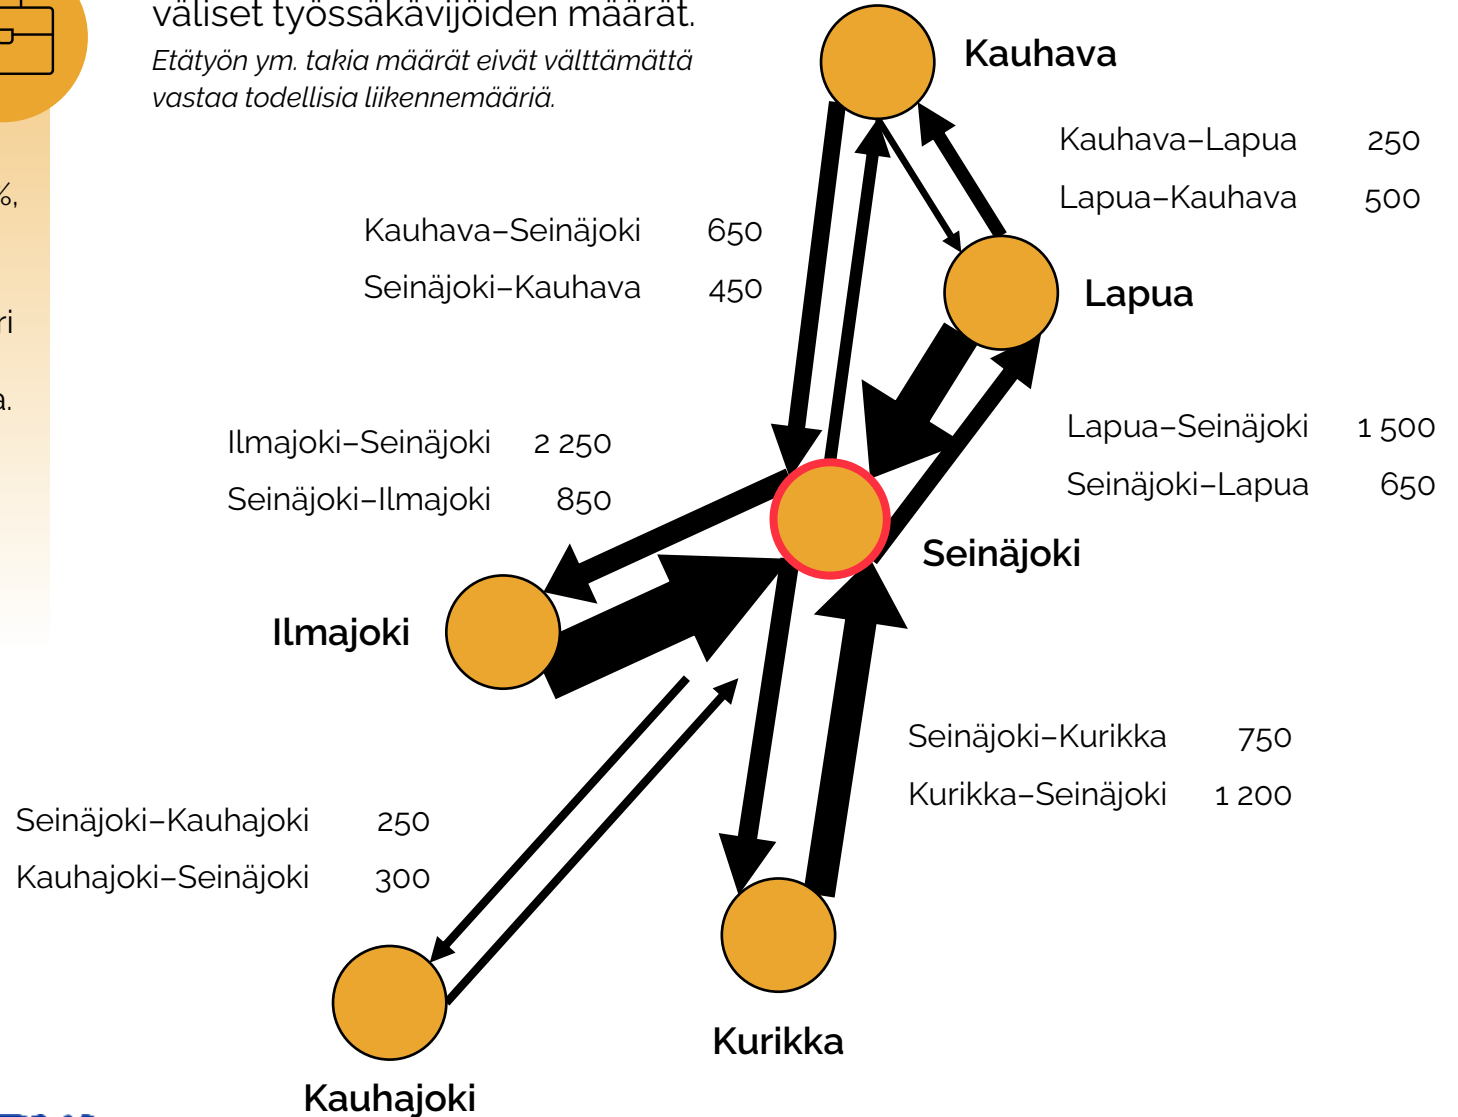 väliset työssäkävijöiden määrät.
Etätyön ym. takia määrät eivät välttämättä
vastaa todellisia liikennemääriä.
%,
ri
a.
Kauhava
Kauhava–Lapua 250
Lapua–Kauhava 500
Kauhava–Seinäjoki 650
Seinäjoki–Kauhava 450
Lapua
Ilmajoki–Seinäjoki 2 250
Seinäjoki–Ilmajoki 850
Lapua–Seinäjoki 1 500
Seinäjoki–Lapua 650
Seinäjoki
Ilmajoki
Seinäjoki–Kurikka 750
Kurikka–Seinäjoki 1 200
Seinäjoki–Kauhajoki 250
Kauhajoki–Seinäjoki 300
Kurikka
Kauhajoki